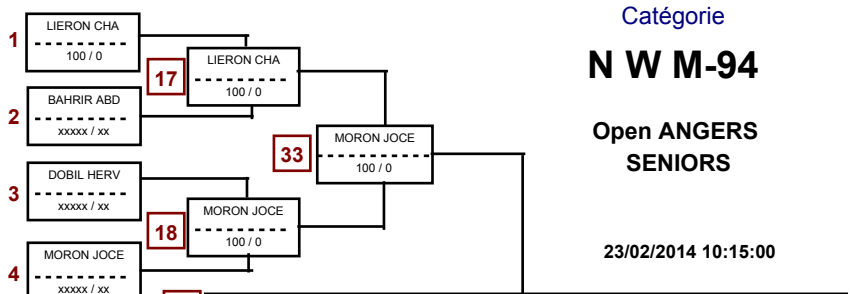 1
LIERON CHA
100 / 0
17
LIERON CHA
100 / 0
2
BAHRIR ABD
xxxxx / xx
33
MORON JOCE
100 / 0
3
DOBIL HERV
xxxxx / xx
18
MORON JOCE
100 / 0
4
MORON JOCE
xxxxx / xx
Catégorie
N W M-94
Open ANGERS
SENIORS
23/02/2014 10:15:00